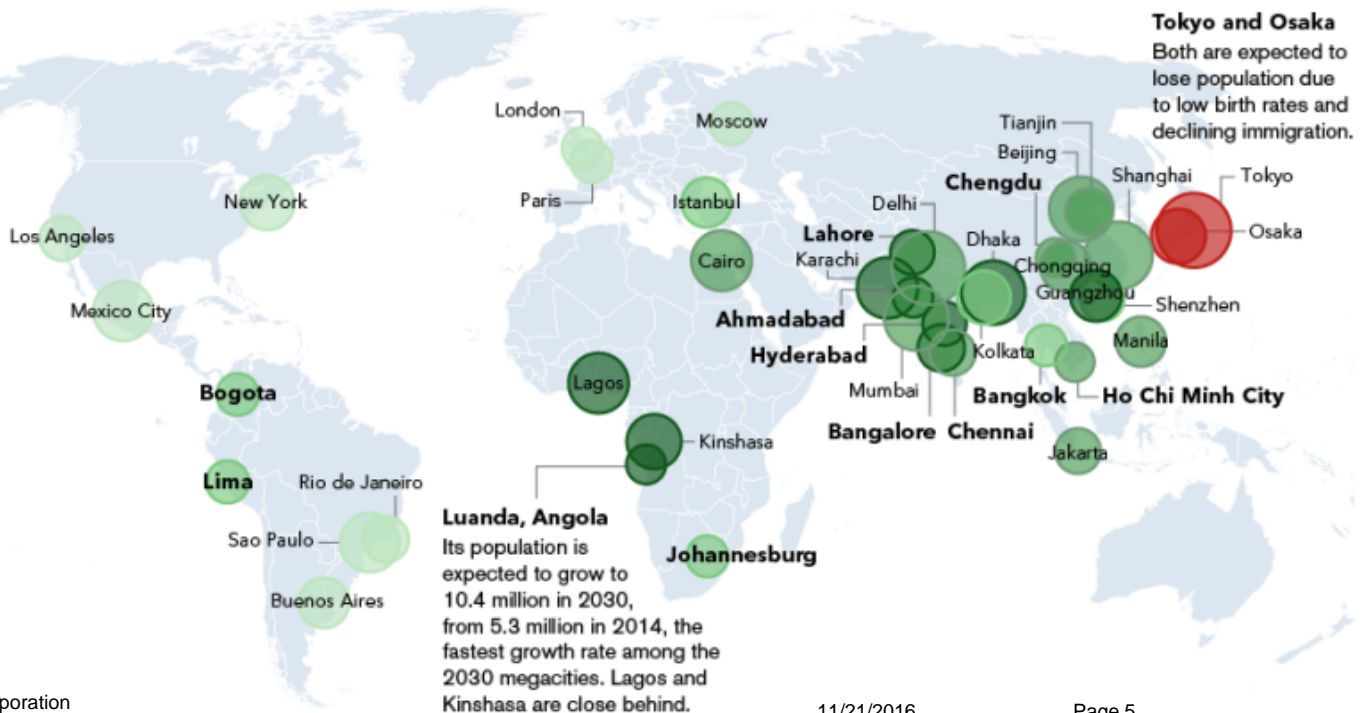 Tokyo and Osaka
Both are expected to
lose population due
to low birth rates and
declining immigration.
London
Moscow
Tianjin
Beijing
Chengdu
Shanghai
Tokyo
New York
Paris
Istanbul
Delhi
Los Angeles
Lahore
Dhaka
Osaka
Karachi
Cairo
Chongqing
Guangzhou
Mexico City
Shenzhen
Ahmadabad
Hyderabad
Kolkata
Manila
Lagos
Mumbai
Bogota
Bangkok
Ho Chi Minh City
Bangalore
Chennai
Kinshasa
Jakarta
Lima
Rio de Janeiro
Luanda, Angola
Its population is
expected to grow to
10.4 million in 2030,
from 5.3 million in 2014, the
fastest growth rate among the
2030 megacities. Lagos and
Kinshasa are close behind.
Sao Paulo
Johannesburg
Buenos Aires
poration
11/21/2016
Page 5